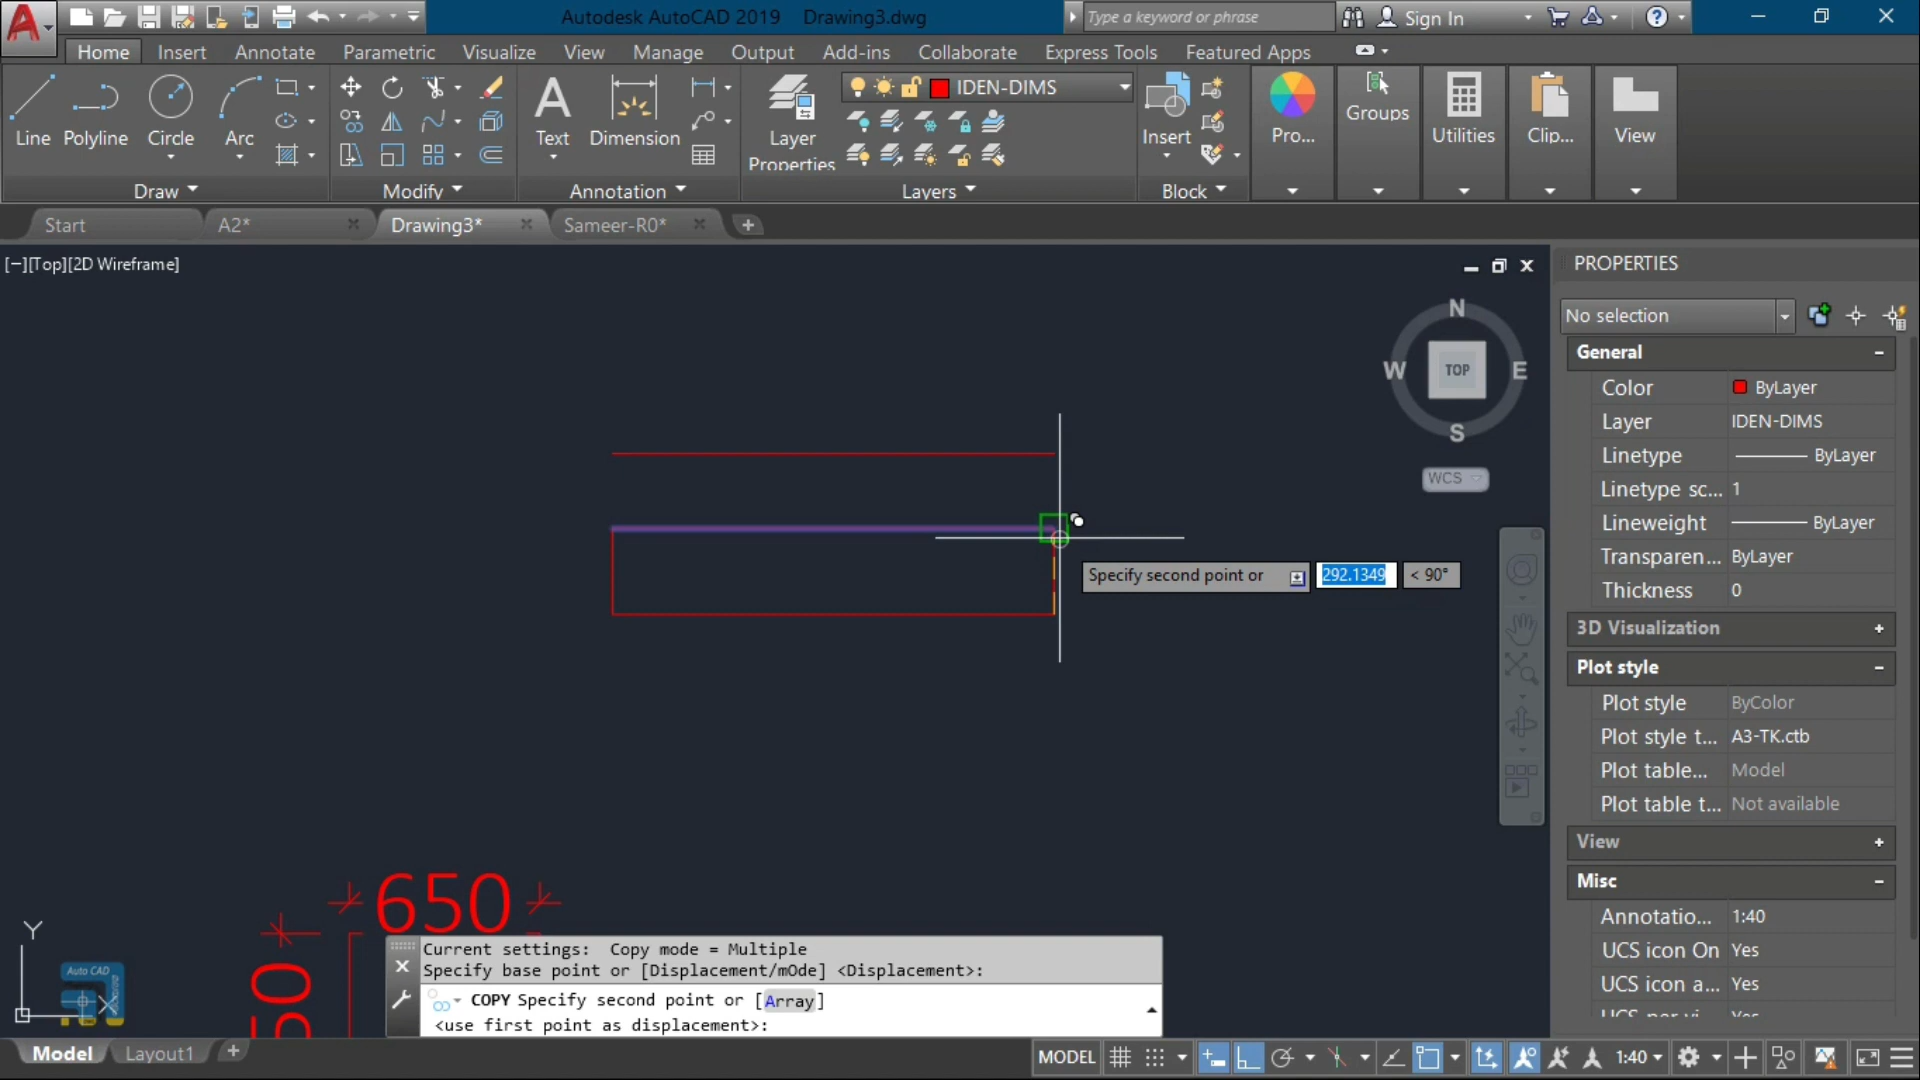 Autodesk AutoCAD 2019 Drawing3.dwg
Type a keyword or phrase
Sign In
Home Insert Annotate Parametric Visualize View Manage Output Add-ins Collaborate Express Tools Featured Apps
Line Polyline Circle Arc
Text Dimension
Layer
Properties
IDEN-DIMS
Insert
Pro... Groups Utilities Clip... View
Draw Modify Annotation Layers Block
Start A2* Drawing3* Sameer-R0*
[−][Top][2D Wireframe]
N
W TOP E
S
WCS
Specify second point or 292.1349 < 90°
650
50
Y
X
Auto CAD
Current settings: Copy mode = Multiple
Specify base point or [Displacement/mOde] <Displacement>:
COPY Specify second point or [Array]
<use first point as displacement>:
PROPERTIES
No selection
General
Color ByLayer
Layer IDEN-DIMS
Linetype ByLayer
Linetype sc... 1
Lineweight ByLayer
Transparen... ByLayer
Thickness 0
3D Visualization
Plot style
Plot style ByColor
Plot style t... A3-TK.ctb
Plot table... Model
Plot table t... Not available
View
Misc
Annotatio... 1:40
UCS icon On Yes
UCS icon a... Yes
Model Layout1
MODEL 1:40